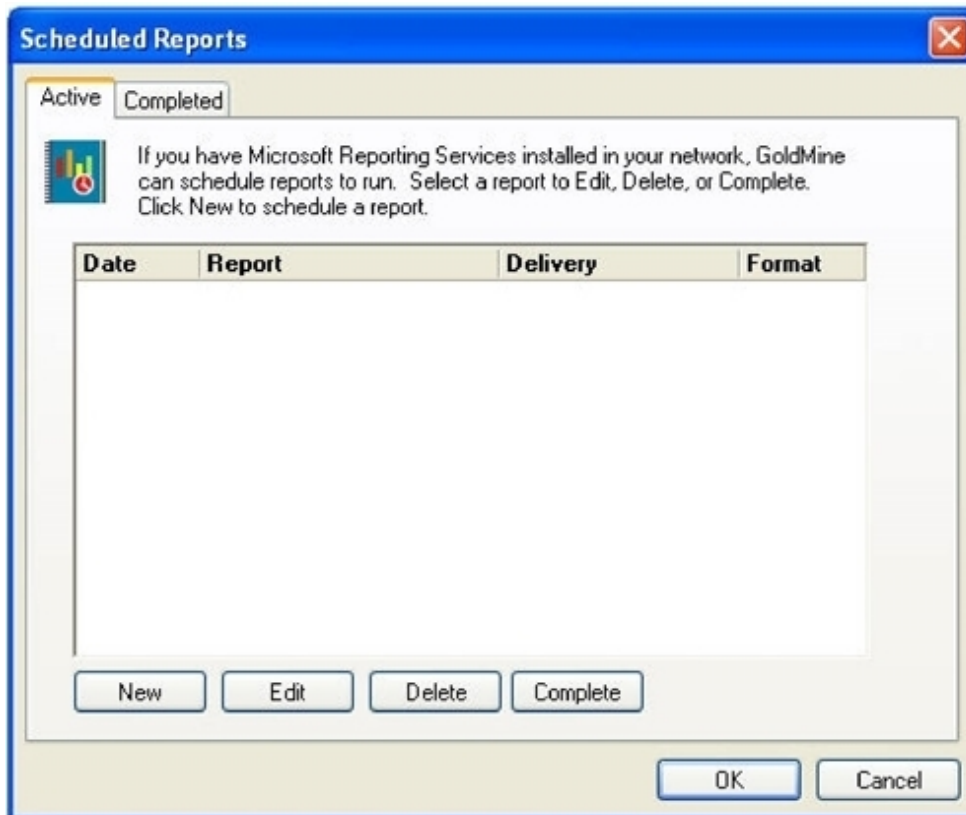 Scheduled Reports
Active Completed
If you have Microsoft Reporting Services installed in your network, GoldMine
can schedule reports to run. Select a report to Edit, Delete, or Complete.
Click New to schedule a report.
Date Report Delivery Format
New Edit Delete Complete
OK Cancel